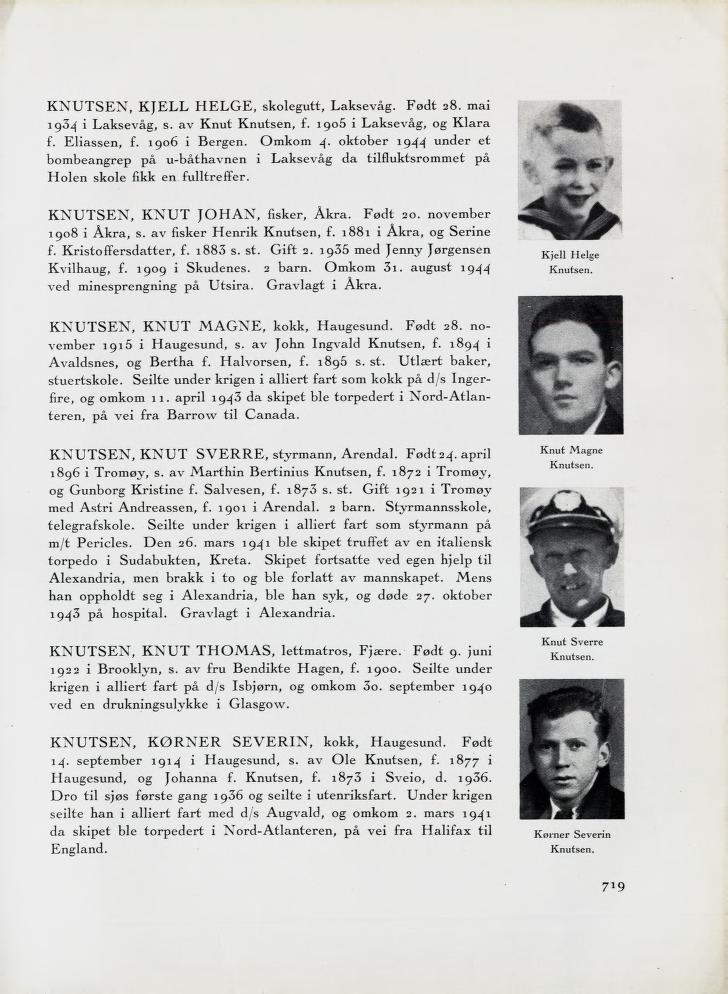 KNUTSEN, KJELL HELGE, skolegutt, Laksevåg. Født 28. mai
1934 i Laksevåg, s. av Knut Knutsen, f. 1905 i Laksevåg, og Klara
f. Eliassen, f. 1906 i Bergen. Omkom 4. oktober 1944 under et
bombeangrep på u-båthavnen i Laksevåg da tilfluktsrommet på
Holen skole fikk en fulltreffer.
KNUTSEN, KNUT JOHAN, fisker, Åkra. Født 20. november
1908 i Åkra, s. av fisker Henrik Knutsen, f. 1881 i Åkra, og Serine
f. Kristoffersdatter, f. 1883 s. st. Gift 2. 1935 med Jenny Jørgensen
Kvilhaug, f. 1909 i Skudenes. 2 barn. Omkom 31. august 1944
ved minesprengning på Utsira. Gravlagt i Åkra.
KNUTSEN, KNUT MAGNE, kokk, Haugesund. Født 28. no-
vember 1915 i Haugesund, s. av John Ingvald Knutsen, f. 1894 i
Avaldsnes, og Bertha f. Halvorsen, f. 1895 s. st. Utlært baker,
stuertskole. Seilte under krigen i alliert fart som kokk på d/s Inger-
fire, og omkom 11. april 1943 da skipet ble torpedert i Nord-Atlan-
teren, på vei fra Barrow til Canada.
KNUTSEN, KNUT SVERRE, styrmann, Arendal. Født 24. april
1896 i Tromøy, s. av Marthin Bertinius Knutsen, f. 1872 i Tromøy,
og Gunborg Kristine f. Salvesen, f. 1873 s. st. Gift 1921 i Tromøy
med Astri Andreassen, f. 1901 i Arendal. 2 barn. Styrmannsskole,
telegrafskole. Seilte under krigen i alliert fart som styrmann på
m/t Pericles. Den 26. mars 1941 ble skipet truffet av en italiensk
torpedo i Sudabukten, Kreta. Skipet fortsatte ved egen hjelp til
Alexandria, men brakk i to og ble forlatt av mannskapet. Mens
han oppholdt seg i Alexandria, ble han syk, og døde 27. oktober
1943 på hospital. Gravlagt i Alexandria.
KNUTSEN, KNUT THOMAS, lettmatros, Fjære. Født 9. juni
1922 i Brooklyn, s. av fru Bendikte Hagen, f. 1900. Seilte under
krigen i alliert fart på d/s Isbjørn, og omkom 30. september 1940
ved en drukningsulykke i Glasgow.
KNUTSEN, KØRNER SEVERIN, kokk, Haugesund. Født
14. september 1914 i Haugesund, s. av Ole Knutsen, f. 1877 i
Haugesund, og Johanna f. Knutsen, f. 1873 i Sveio, d. 1936.
Dro til sjøs første gang 1936 og seilte i utenriksfart. Under krigen
seilte han i alliert fart med d/s Augvald, og omkom 2. mars 1941
da skipet ble torpedert i Nord-Atlanteren, på vei fra Halifax til
England.
Kjell Helge
Knutsen.
Knut Magne
Knutsen.
Knut Sverre
Knutsen.
Kørner Severin
Knutsen.
719